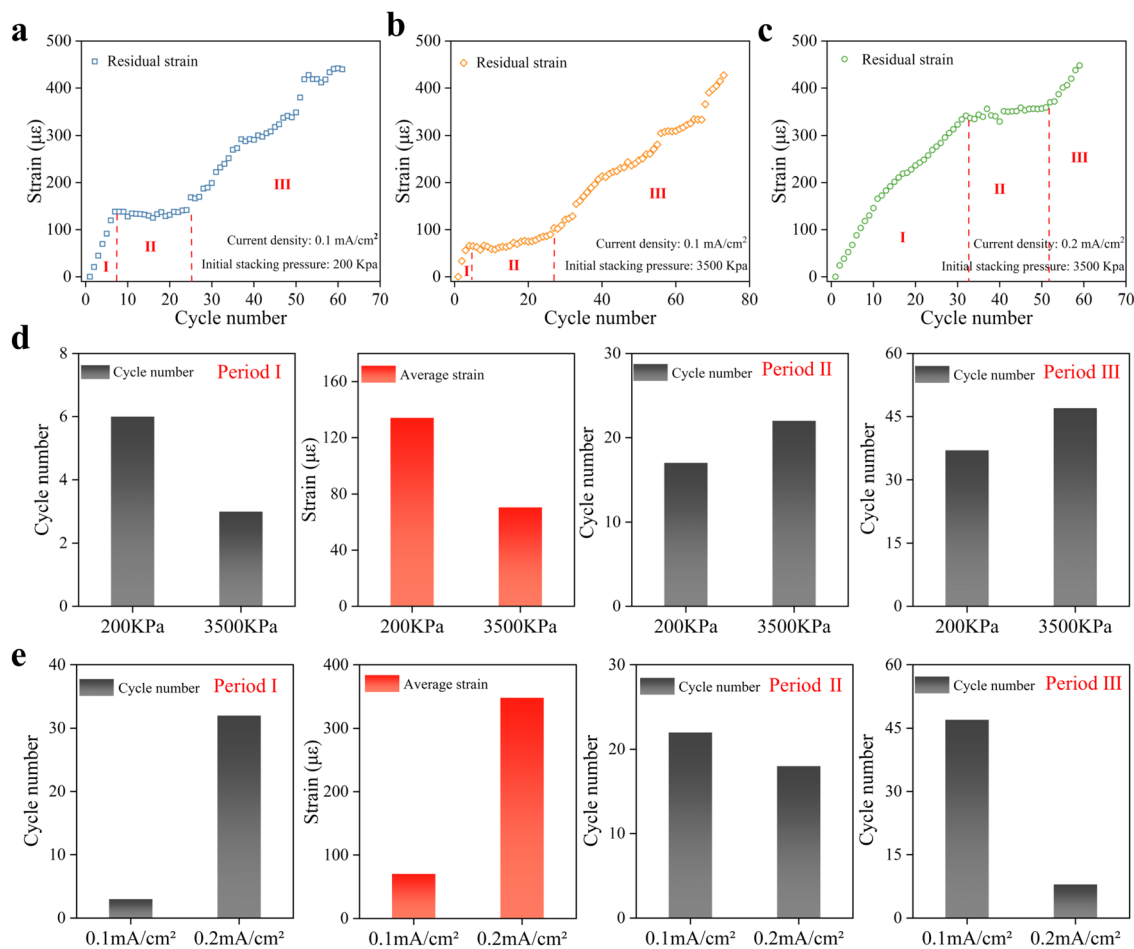 a
Residual strain
Strain (με)
500
400
300
200
100
0
I
II
III
Current density: 0.1 mA/cm²
Initial stacking pressure: 200 Kpa
0 10 20 30 40 50 60 70
Cycle number
b
Residual strain
Strain (με)
500
400
300
200
100
0
I
II
III
Current density: 0.1 mA/cm²
Initial stacking pressure: 3500 Kpa
0 20 40 60 80
Cycle number
c
Residual strain
Strain (με)
500
400
300
200
100
0
I
II
III
Current density: 0.2 mA/cm²
Initial stacking pressure: 3500 Kpa
0 10 20 30 40 50 60 70
Cycle number
d
Cycle number
Period I
Cycle number
8
6
4
2
0
200KPa 3500KPa
Average strain
Strain (με)
160
120
80
40
0
200KPa 3500KPa
Cycle number
Period II
Cycle number
30
20
10
0
200KPa 3500KPa
Cycle number
Period III
Cycle number
60
45
30
15
0
200KPa 3500KPa
e
Cycle number
Period I
Cycle number
40
30
20
10
0
0.1mA/cm² 0.2mA/cm²
Average strain
Strain (με)
400
300
200
100
0
0.1mA/cm² 0.2mA/cm²
Cycle number
Period II
Cycle number
30
20
10
0
0.1mA/cm² 0.2mA/cm²
Cycle number
Period III
Cycle number
60
45
30
15
0
0.1mA/cm² 0.2mA/cm²